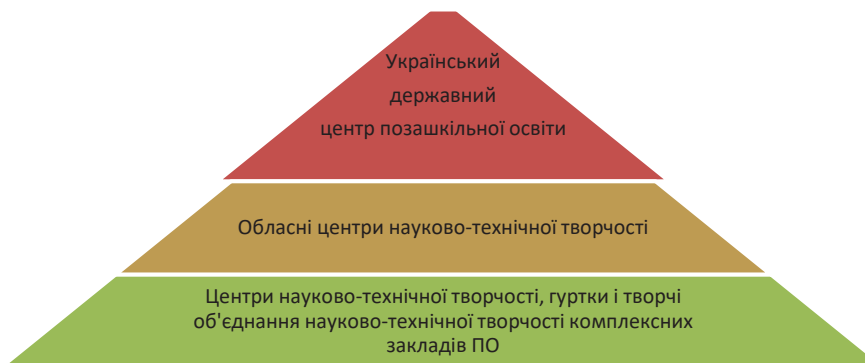 Український
державний
центр позашкільної освіти
Обласні центри науково-технічної творчості
Центри науково-технічної творчості, гуртки і творчі
об'єднання науково-технічної творчості комплексних
закладів ПО